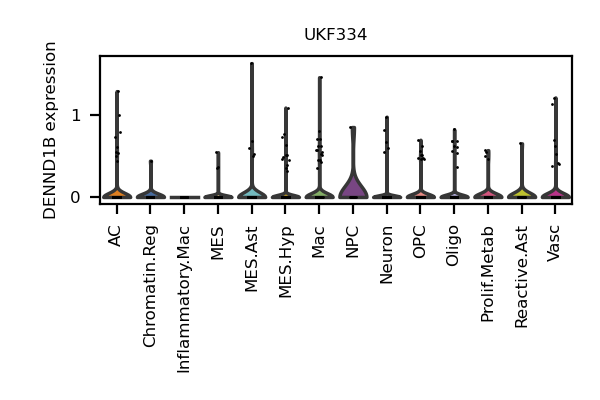 UKF334
DENND1B expression
1
0
AC
Chromatin.Reg
Inflammatory.Mac
MES
MES.Ast
MES.Hyp
Mac
NPC
Neuron
OPC
Oligo
Prolif.Metab
Reactive.Ast
Vasc